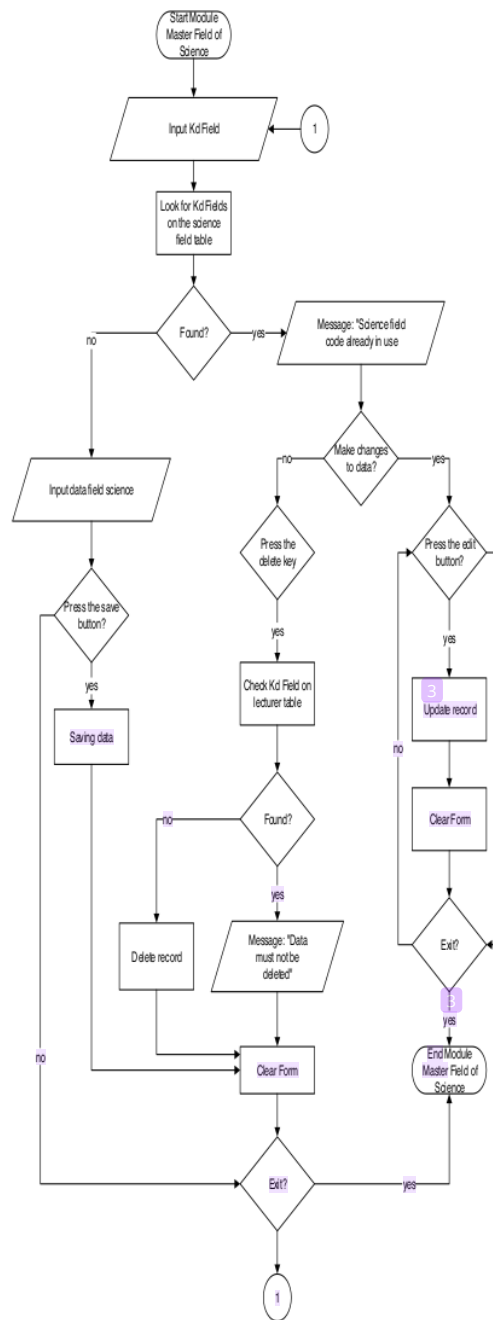 Start Module
Master Field of
Science
Input Kd Field
1
Look for Kd Fields
on the science
field table
Found?
no
yes
Message: "Science field
code already in use
Make changes
to data?
no
yes
Input data field science
Press the
delete key
Press the edit
button?
Press the save
button?
yes
yes
yes
Check Kd Field on
lecturer table
3
Update record
Saving data
no
Clear Form
Found?
no
yes
Delete record
Message: "Data
must not be
deleted"
Exit?
3
yes
no
Clear Form
End Module
Master Field of
Science
Exit?
yes
1